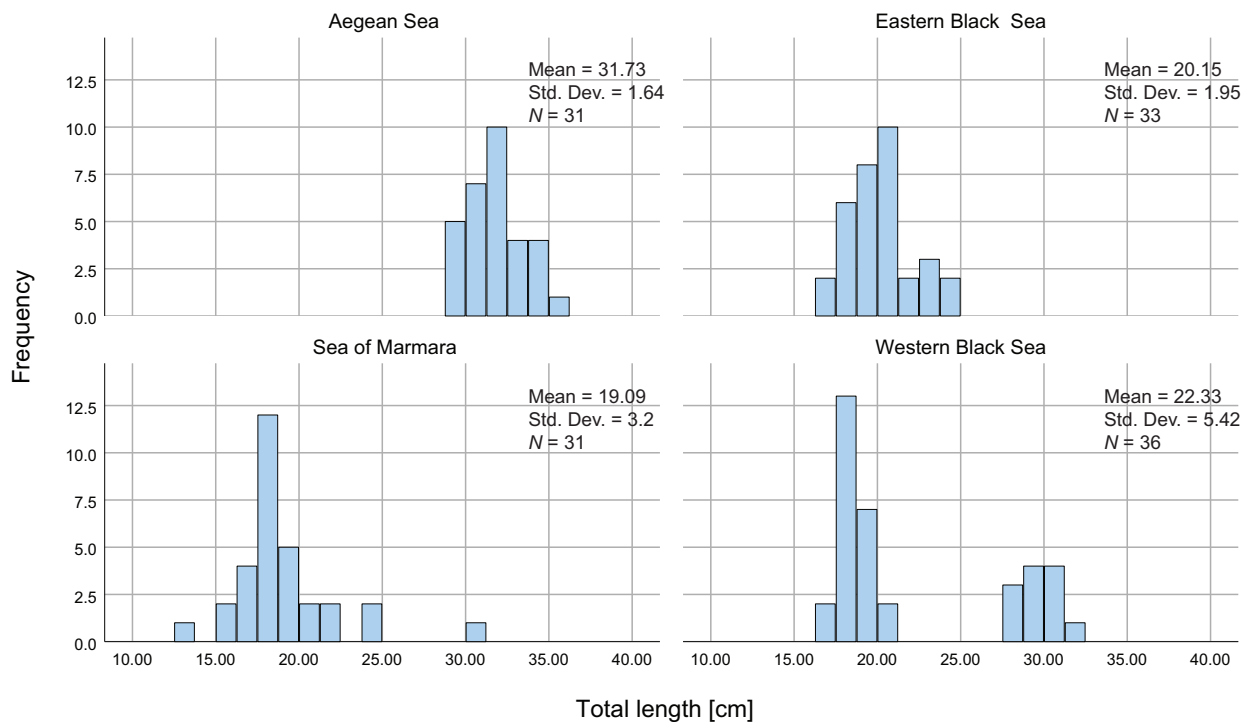 Aegean Sea
Mean = 31.73
Std. Dev. = 1.64
N = 31
12.5
10.0
7.5
5.0
2.5
0.0
Eastern Black Sea
Mean = 20.15
Std. Dev. = 1.95
N = 33
Frequency
Sea of Marmara
Mean = 19.09
Std. Dev. = 3.2
N = 31
12.5
10.0
7.5
5.0
2.5
0.0
10.00 15.00 20.00 30.00 35.00 40.00
Western Black Sea
Mean = 22.33
Std. Dev. = 5.42
N = 36
10.00 15.00 20.00 25.00 30.00 35.00 40.00
Total length [cm]